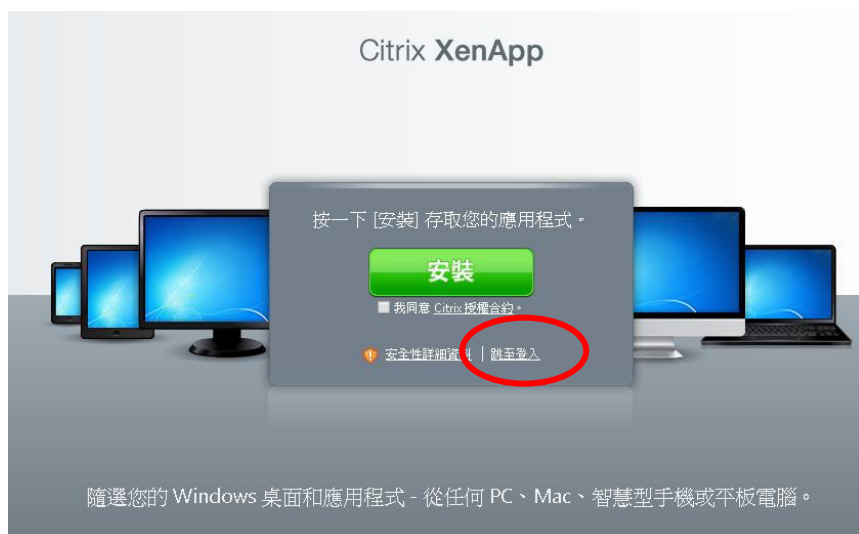 Citrix XenApp
按一下 [安裝] 存取您的應用程式。
安裝
我同意 Citrix 授權合約。
安全性詳細資料 | 跳至登入
隨選您的 Windows 桌面和應用程式 - 從任何 PC、Mac、智慧型手機或平板電腦。